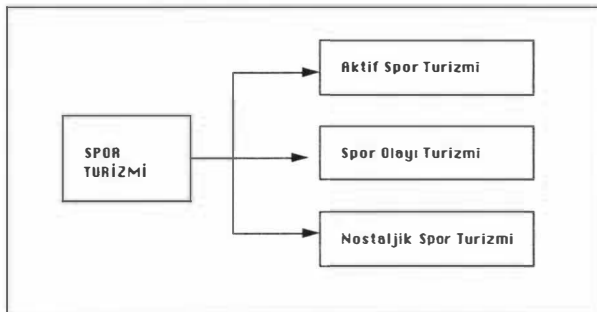 SPOR
TURİZMİ
Aktif Spor Turizmi
Spor Olayı Turizmi
Nostaljik Spor Turizmi